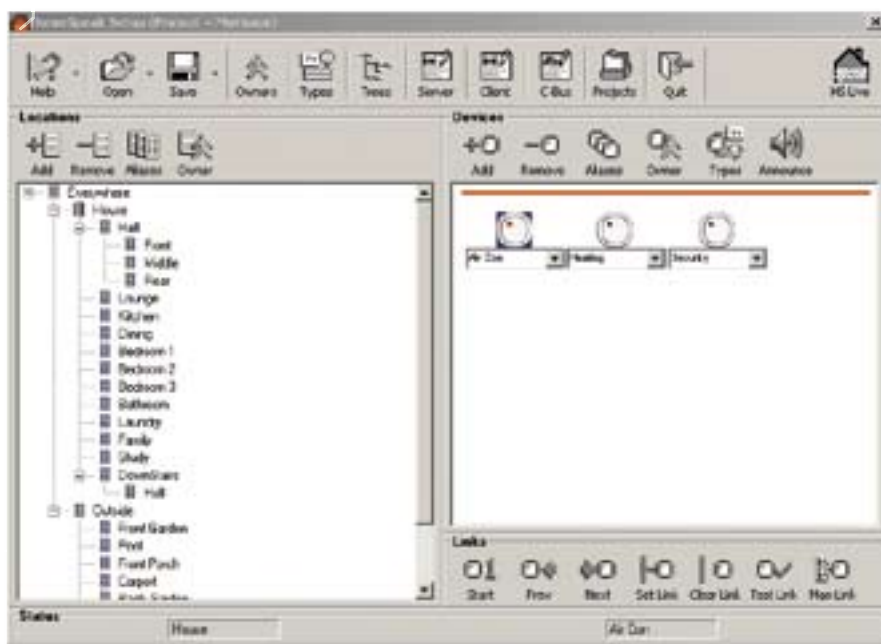 HomeSpeak
Help Open Save Owners Types Trees Server Client C-Bus Projects Quit HS Live
Locations
Add Remove Aliases Owner
Everywhere
House
Hall
Front
Middle
Rear
Lounge
Kitchen
Dining
Bedroom 1
Bedroom 2
Bedroom 3
Bathroom
Laundry
Family
Study
DownStairs
Hall
Outside
Front Garden
Pool
Front Porch
Carport
Devices
Add Remove Aliases Owner Types Announce
Air Con Heating Security
Links
Start Prev Next Set Link Clear Link Test Link Man Link
Status
House Air Con